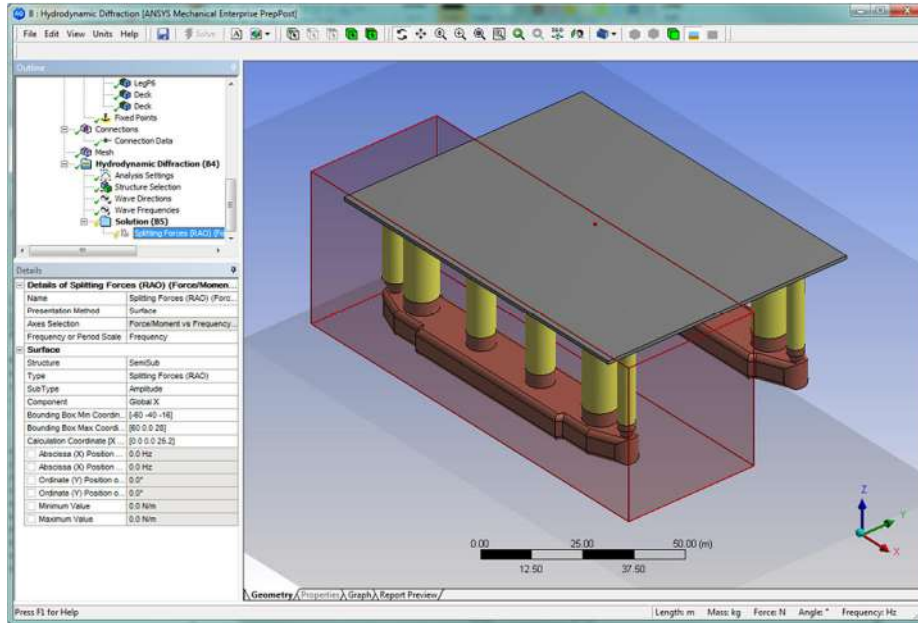 B : Hydrodynamic Diffraction [ANSYS Mechanical Enterprise PrepPost]
File Edit View Units Help Solve
Outline
LegP6
Deck
Deck
Fixed Points
Connections
Connection Data
Mesh
Hydrodynamic Diffraction (B4)
Analysis Settings
Structure Selection
Wave Directions
Wave Frequencies
Solution (B5)
Splitting Forces (RAO) (Fo
Details
Details of Splitting Forces (RAO) (Force/Momen...
Name Splitting Forces (RAO) (Forc...
Presentation Method Surface
Axes Selection Force/Moment vs Frequency...
Frequency or Period Scale Frequency
Surface
Structure SemiSub
Type Splitting Forces (RAO)
SubType Amplitude
Component Global X
Bounding Box Min Coordin... [-60 -40 -16]
Bounding Box Max Coordi... [60 0.0 28]
Calculation Coordinate [X ... [0.0 0.0 26.2]
Abscissa (X) Position ... 0.0 Hz
Abscissa (X) Position ... 0.0 Hz
Ordinate (Y) Position o... 0.0°
Ordinate (Y) Position o... 0.0°
Minimum Value 0.0 N/m
Maximum Value 0.0 N/m
0.00 25.00 50.00 (m)
12.50 37.50
Z
Y
X
Geometry Properties Graph Report Preview
Press F1 for Help Length: m Mass: kg Force: N Angle: ° Frequency: Hz